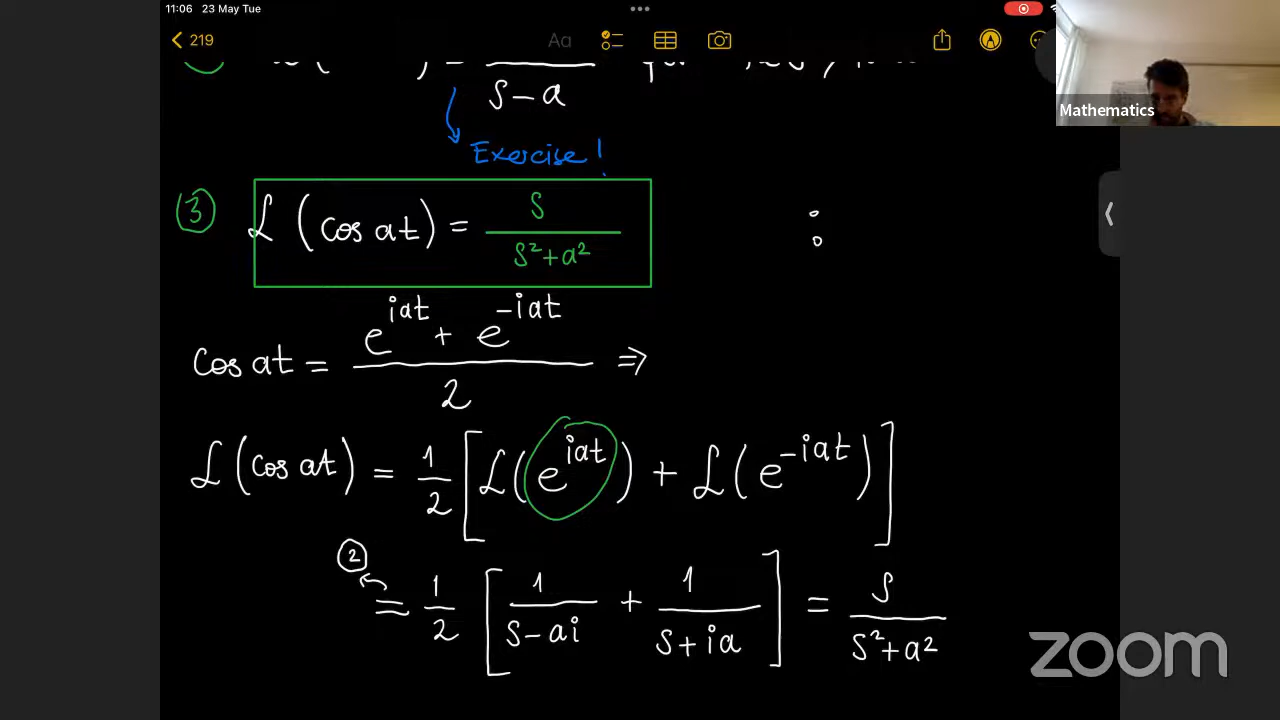 11:06 23 May Tue
219
Aa
Mathematics
s-a
Exercise!
③ ℒ(cos at) = s/(s²+a²) :
cos at = (e^{iat} + e^{-iat})/2 ⇒
ℒ(cos at) = 1/2 [ℒ(e^{iat}) + ℒ(e^{-iat})]
② = 1/2 [1/(s-ai) + 1/(s+ia)] = s/(s²+a²)
zoom